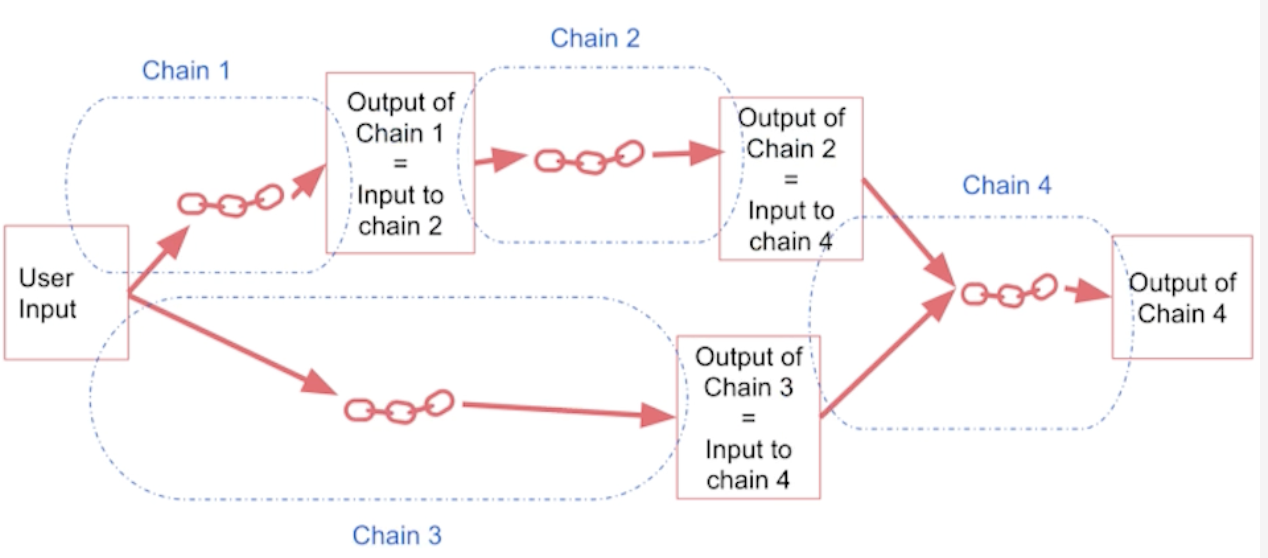 Chain 1
Chain 2
Output of
Chain 1
=
Input to
chain 2
Output of
Chain 2
=
Input to
chain 4
Chain 4
User
Input
Output of
Chain 4
Output of
Chain 3
=
Input to
chain 4
Chain 3